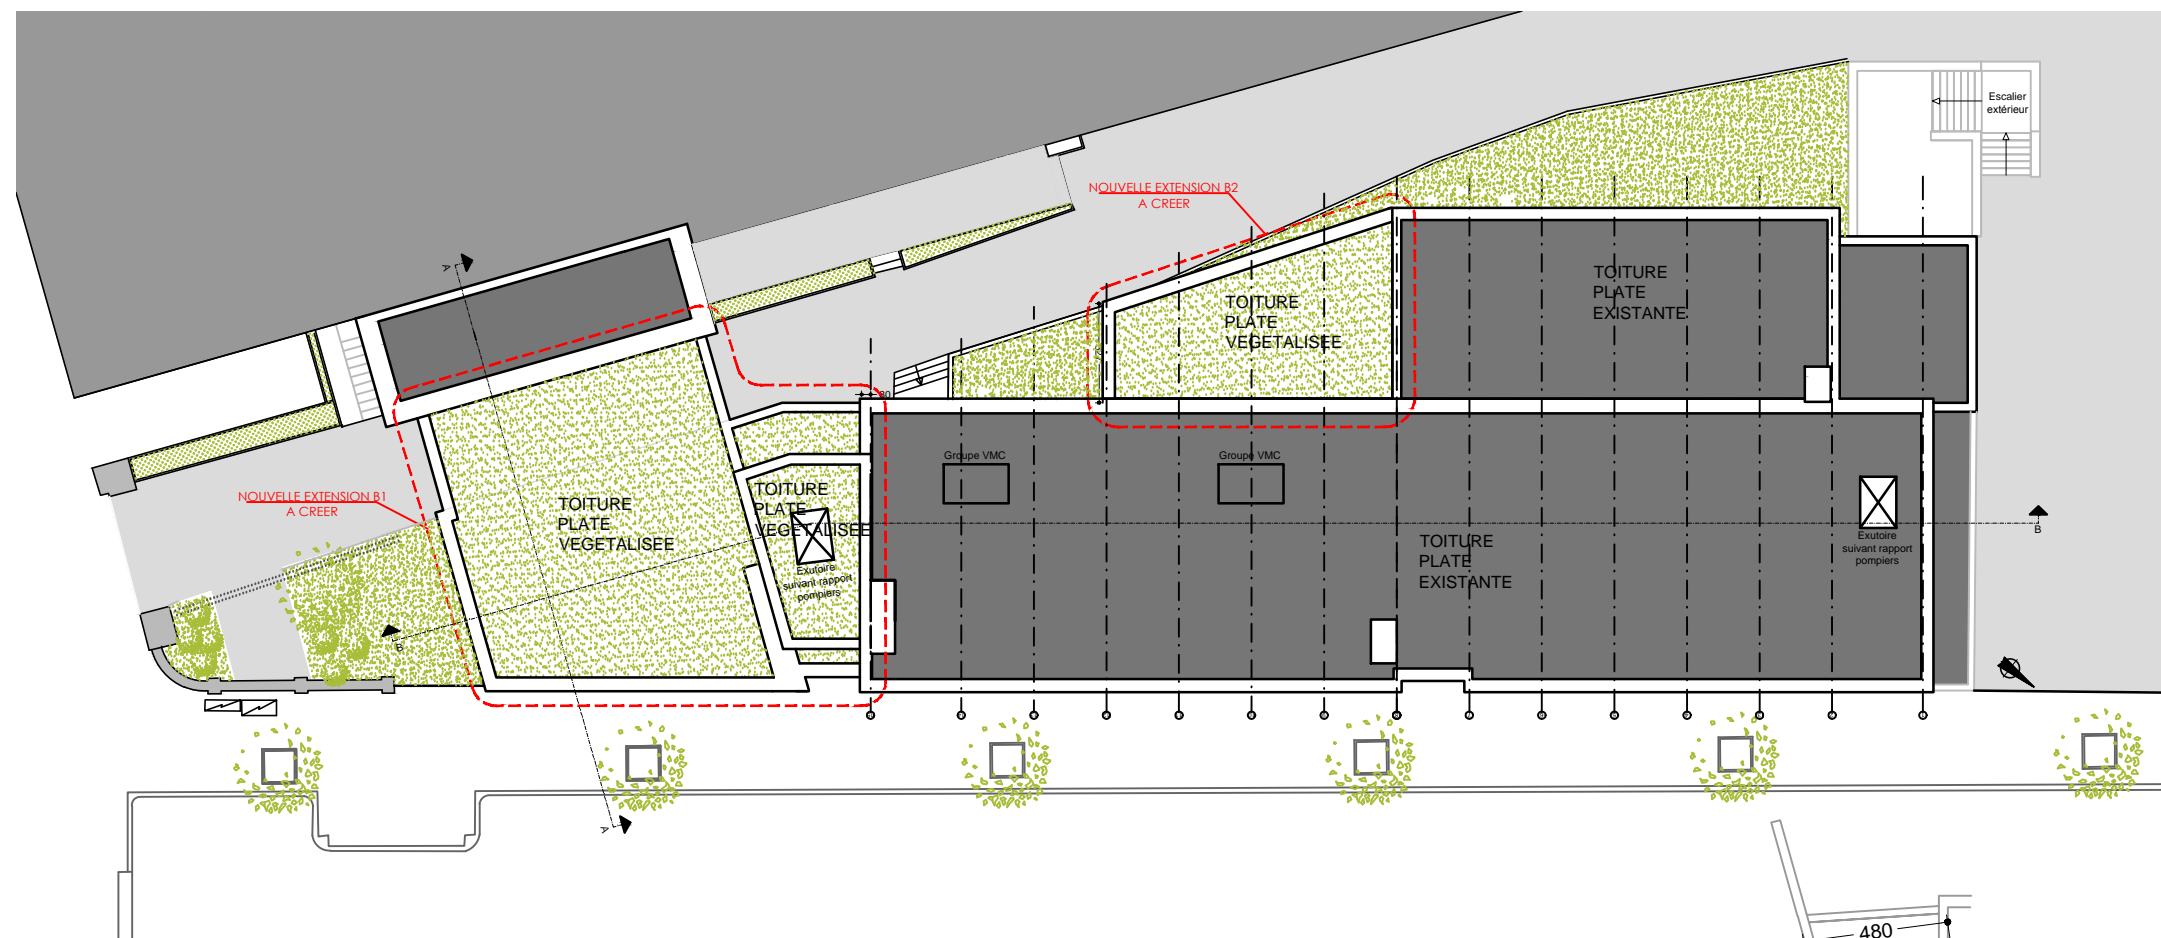 Escalier
extérieur
NOUVELLE EXTENSION B2
A CREER
A
TOITURE
PLATE
EXISTANTE
TOITURE
PLATE
VEGETALISEE
Groupe VMC
Groupe VMC
NOUVELLE EXTENSION B1
A CREER
TOITURE
PLATE
VEGETALISEE
TOITURE
PLATE
VEGETALISEE
Exutoire
suivant rapport
pompiers
TOITURE
PLATE
EXISTANTE
Exutoire
suivant rapport
pompiers
B
B
A
480